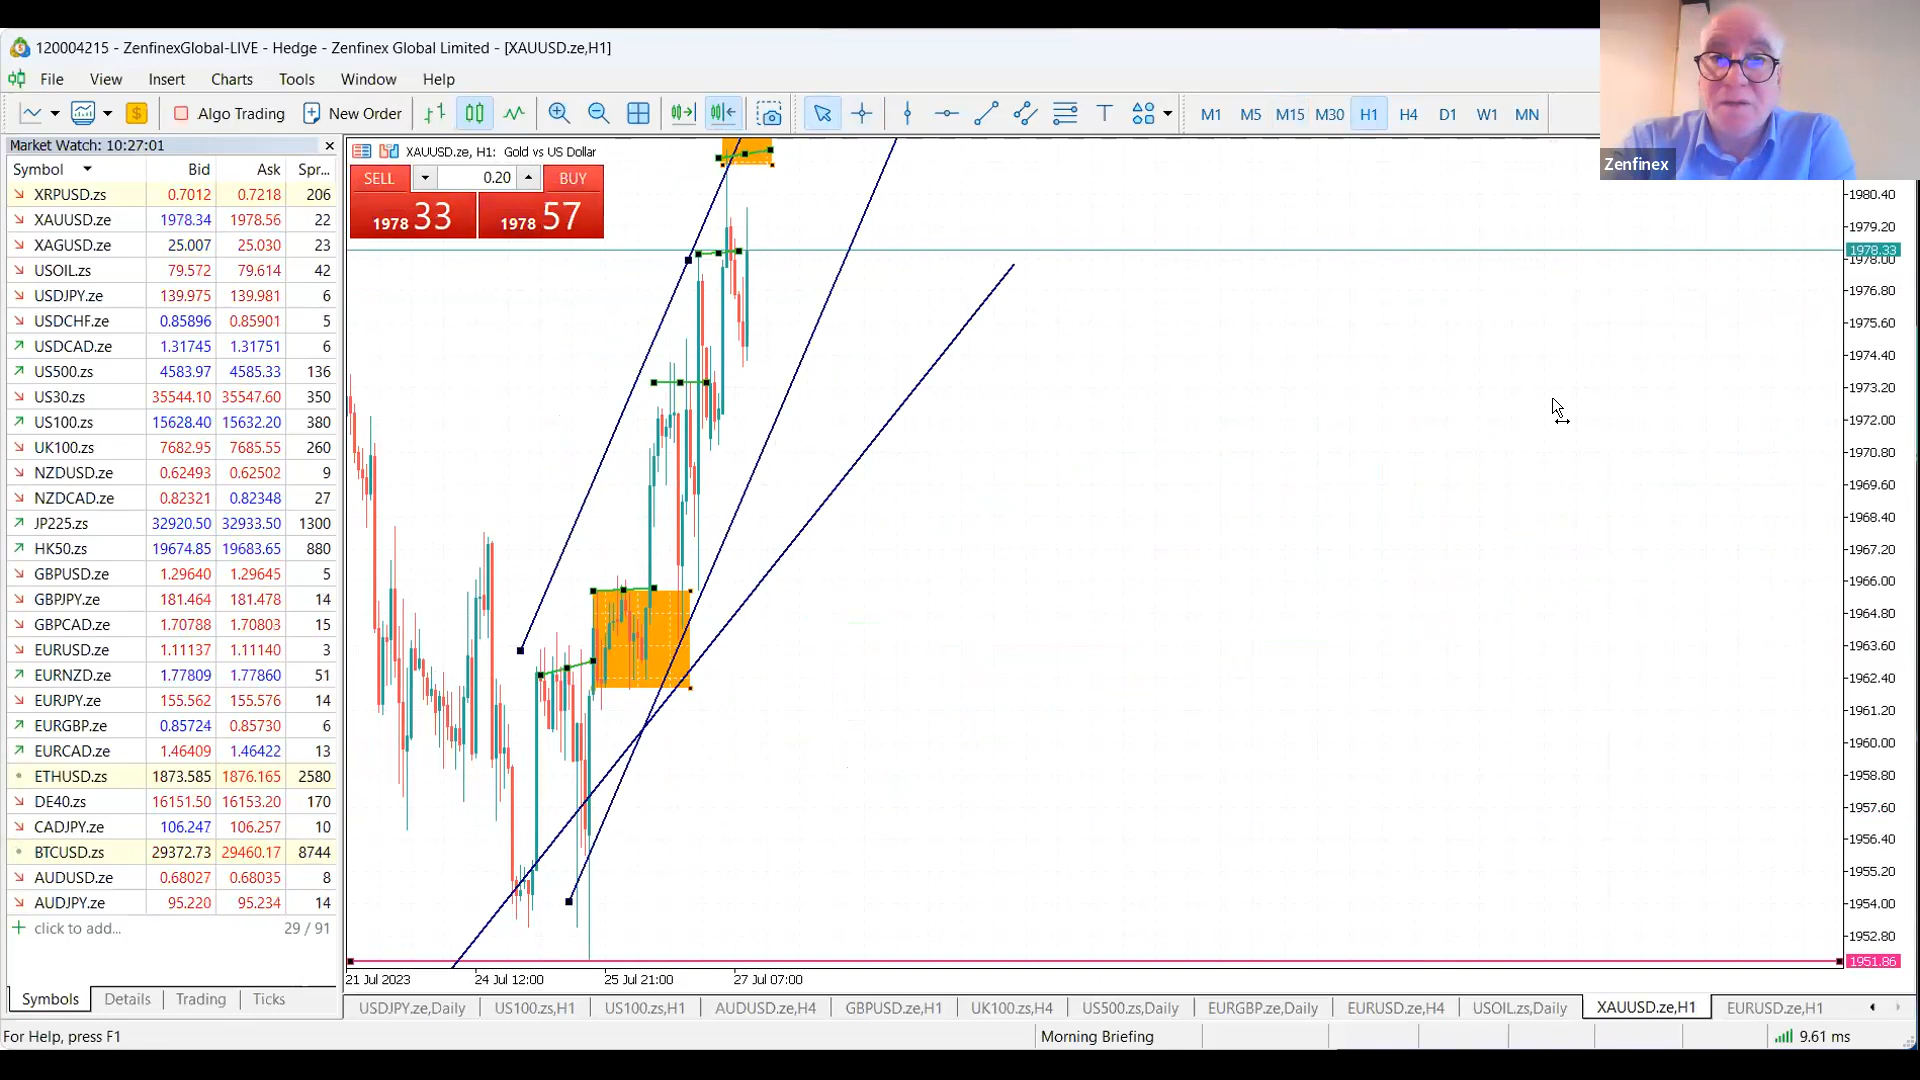 120004215 - ZenfinexGlobal-LIVE - Hedge - Zenfinex Global Limited - [XAUUSD.ze,H1]
File View Insert Charts Tools Window Help
Algo Trading New Order M1 M5 M15 M30 H1 H4 D1 W1 MN
Zenfinex
Market Watch: 10:27:01
XAUUSD.ze, H1: Gold vs US Dollar
Symbol Bid Ask Spr...
SELL 0.20 BUY
1978 33 1978 57
XRPUSD.zs 0.7012 0.7218 206
XAUUSD.ze 1978.34 1978.56 22
XAGUSD.ze 25.007 25.030 23
USOIL.zs 79.572 79.614 42
USDJPY.ze 139.975 139.981 6
USDCHF.ze 0.85896 0.85901 5
USDCAD.ze 1.31745 1.31751 6
US500.zs 4583.97 4585.33 136
US30.zs 35544.10 35547.60 350
US100.zs 15628.40 15632.20 380
UK100.zs 7682.95 7685.55 260
NZDUSD.ze 0.62493 0.62502 9
NZDCAD.ze 0.82321 0.82348 27
JP225.zs 32920.50 32933.50 1300
HK50.zs 19674.85 19683.65 880
GBPUSD.ze 1.29640 1.29645 5
GBPJPY.ze 181.464 181.478 14
GBPCAD.ze 1.70788 1.70803 15
EURUSD.ze 1.11137 1.11140 3
EURNZD.ze 1.77809 1.77860 51
EURJPY.ze 155.562 155.576 14
EURGBP.ze 0.85724 0.85730 6
EURCAD.ze 1.46409 1.46422 13
ETHUSD.zs 1873.585 1876.165 2580
DE40.zs 16151.50 16153.20 170
CADJPY.ze 106.247 106.257 10
BTCUSD.zs 29372.73 29460.17 8744
AUDUSD.ze 0.68027 0.68035 8
AUDJPY.ze 95.220 95.234 14
click to add... 29 / 91
1980.40
1979.20
1978.33
1978.00
1976.80
1975.60
1974.40
1973.20
1972.00
1970.80
1969.60
1968.40
1967.20
1966.00
1964.80
1963.60
1962.40
1961.20
1960.00
1958.80
1957.60
1956.40
1955.20
1954.00
1952.80
1951.86
21 Jul 2023 24 Jul 12:00 25 Jul 21:00 27 Jul 07:00
Symbols Details Trading Ticks
USDJPY.ze,Daily US100.zs,H1 US100.zs,H1 AUDUSD.ze,H4 GBPUSD.ze,H1 UK100.zs,H4 US500.zs,Daily EURGBP.ze,Daily EURUSD.ze,H4 USOIL.zs,Daily XAUUSD.ze,H1 EURUSD.ze,H1
For Help, press F1 Morning Briefing 9.61 ms